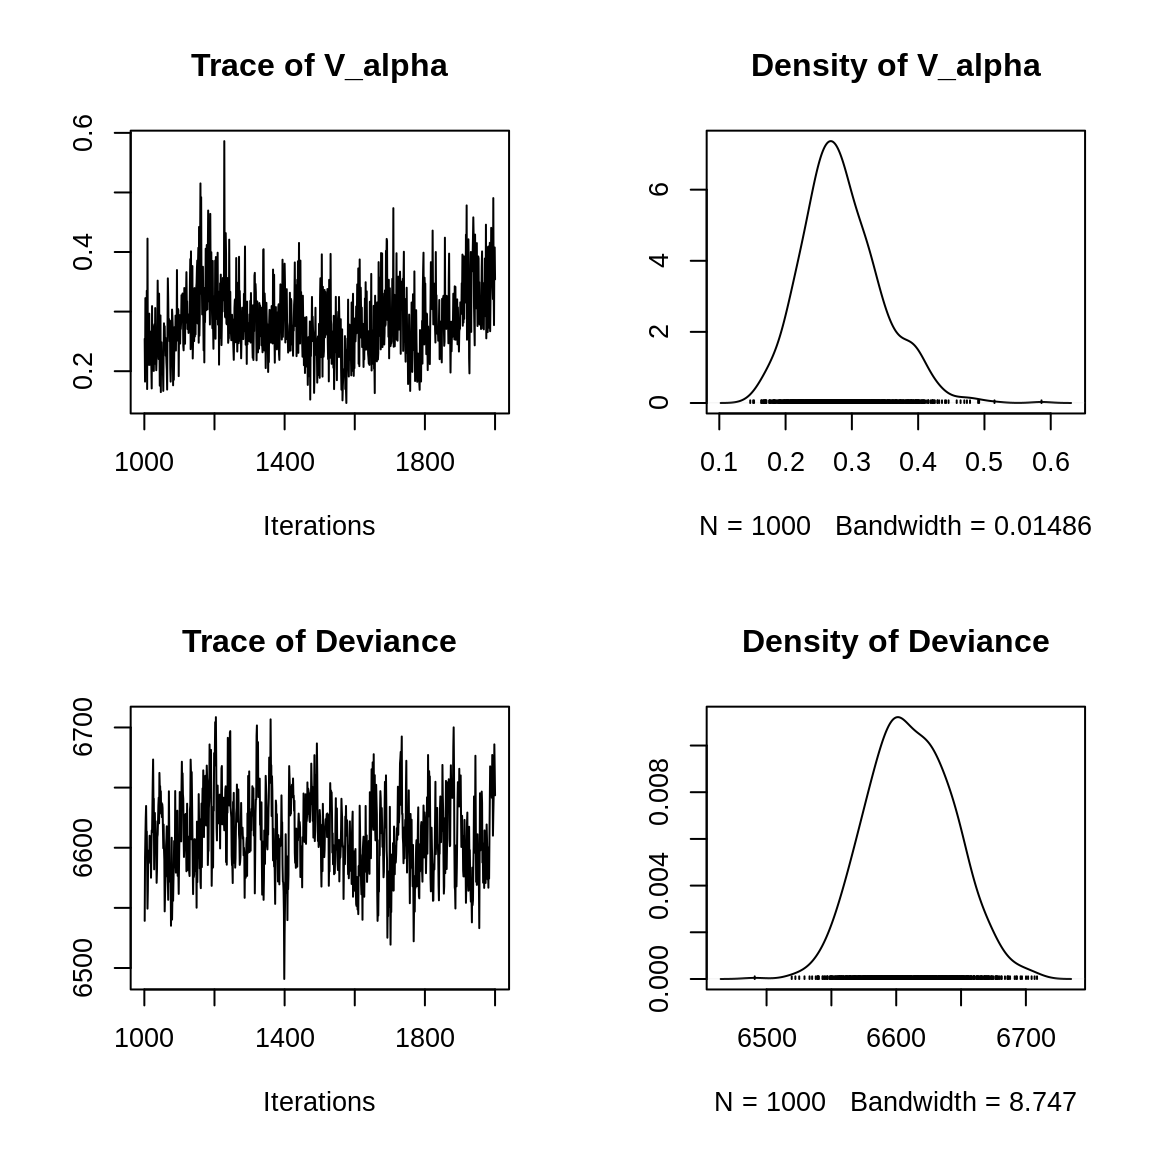 Trace of V_alpha
0.2 0.4 0.6
1000 1400 1800
Iterations
Density of V_alpha
0 2 4 6
0.1 0.2 0.3 0.4 0.5 0.6
N = 1000 Bandwidth = 0.01486
Trace of Deviance
6500 6600 6700
1000 1400 1800
Iterations
Density of Deviance
0.000 0.004 0.008
6500 6600 6700
N = 1000 Bandwidth = 8.747